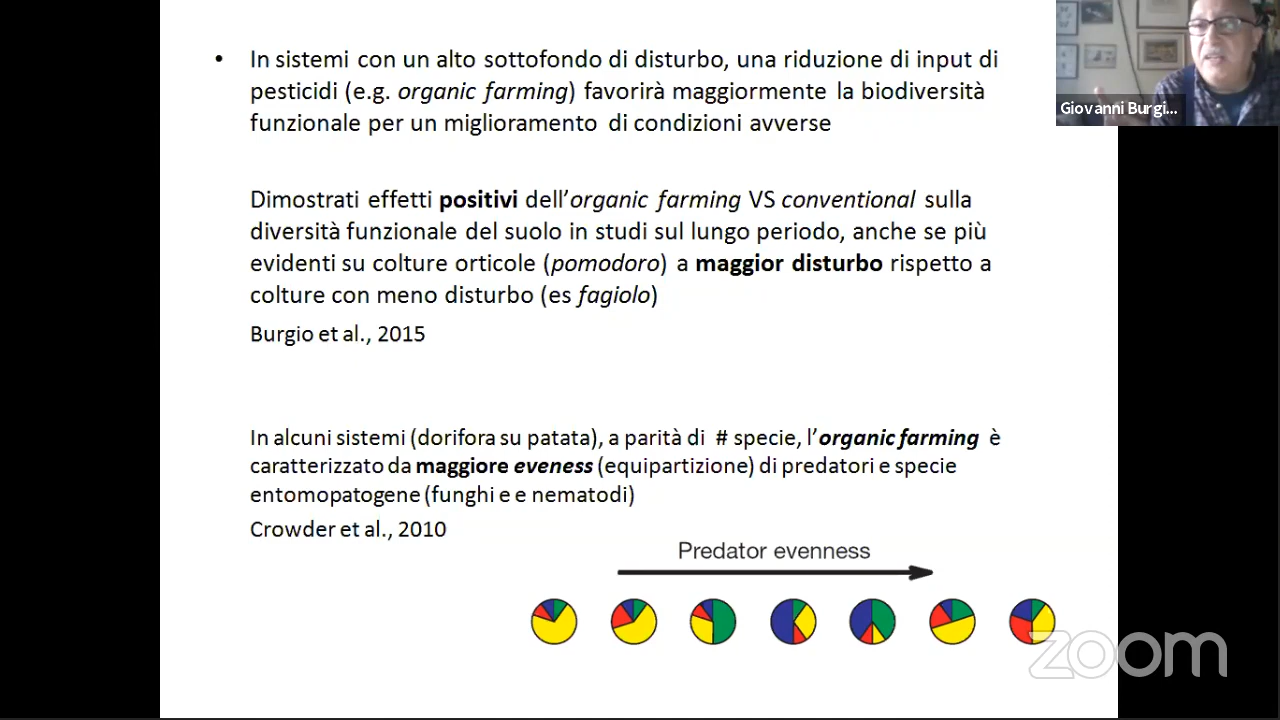 • In sistemi con un alto sottofondo di disturbo, una riduzione di input di
pesticidi (e.g. organic farming) favorirà maggiormente la biodiversità
funzionale per un miglioramento di condizioni avverse
Giovanni Burgi...
Dimostrati effetti positivi dell’organic farming VS conventional sulla
diversità funzionale del suolo in studi sul lungo periodo, anche se più
evidenti su colture orticole (pomodoro) a maggior disturbo rispetto a
colture con meno disturbo (es fagiolo)
Burgio et al., 2015
In alcuni sistemi (dorifora su patata), a parità di # specie, l’organic farming è
caratterizzato da maggiore eveness (equipartizione) di predatori e specie
entomopatogene (funghi e e nematodi)
Crowder et al., 2010
Predator evenness
zoom